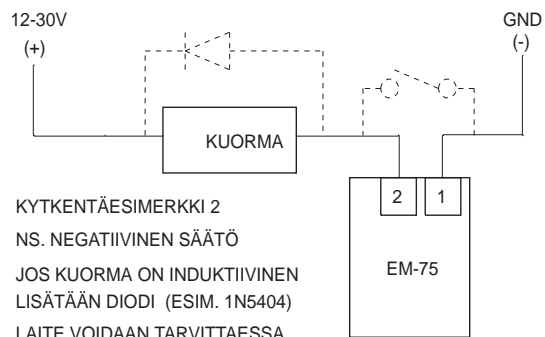 12-30V
(+)
GND
(-)
KUORMA
2
1
EM-75
KYTKENTÄESIMERKKI 2
NS. NEGATIIVINEN SÄÄTÖ
JOS KUORMA ON INDUKTIIVINEN
LISÄTÄÄN DIODI (ESIM. 1N5404)
LAITE VOIDAAN TARVITTAESSA